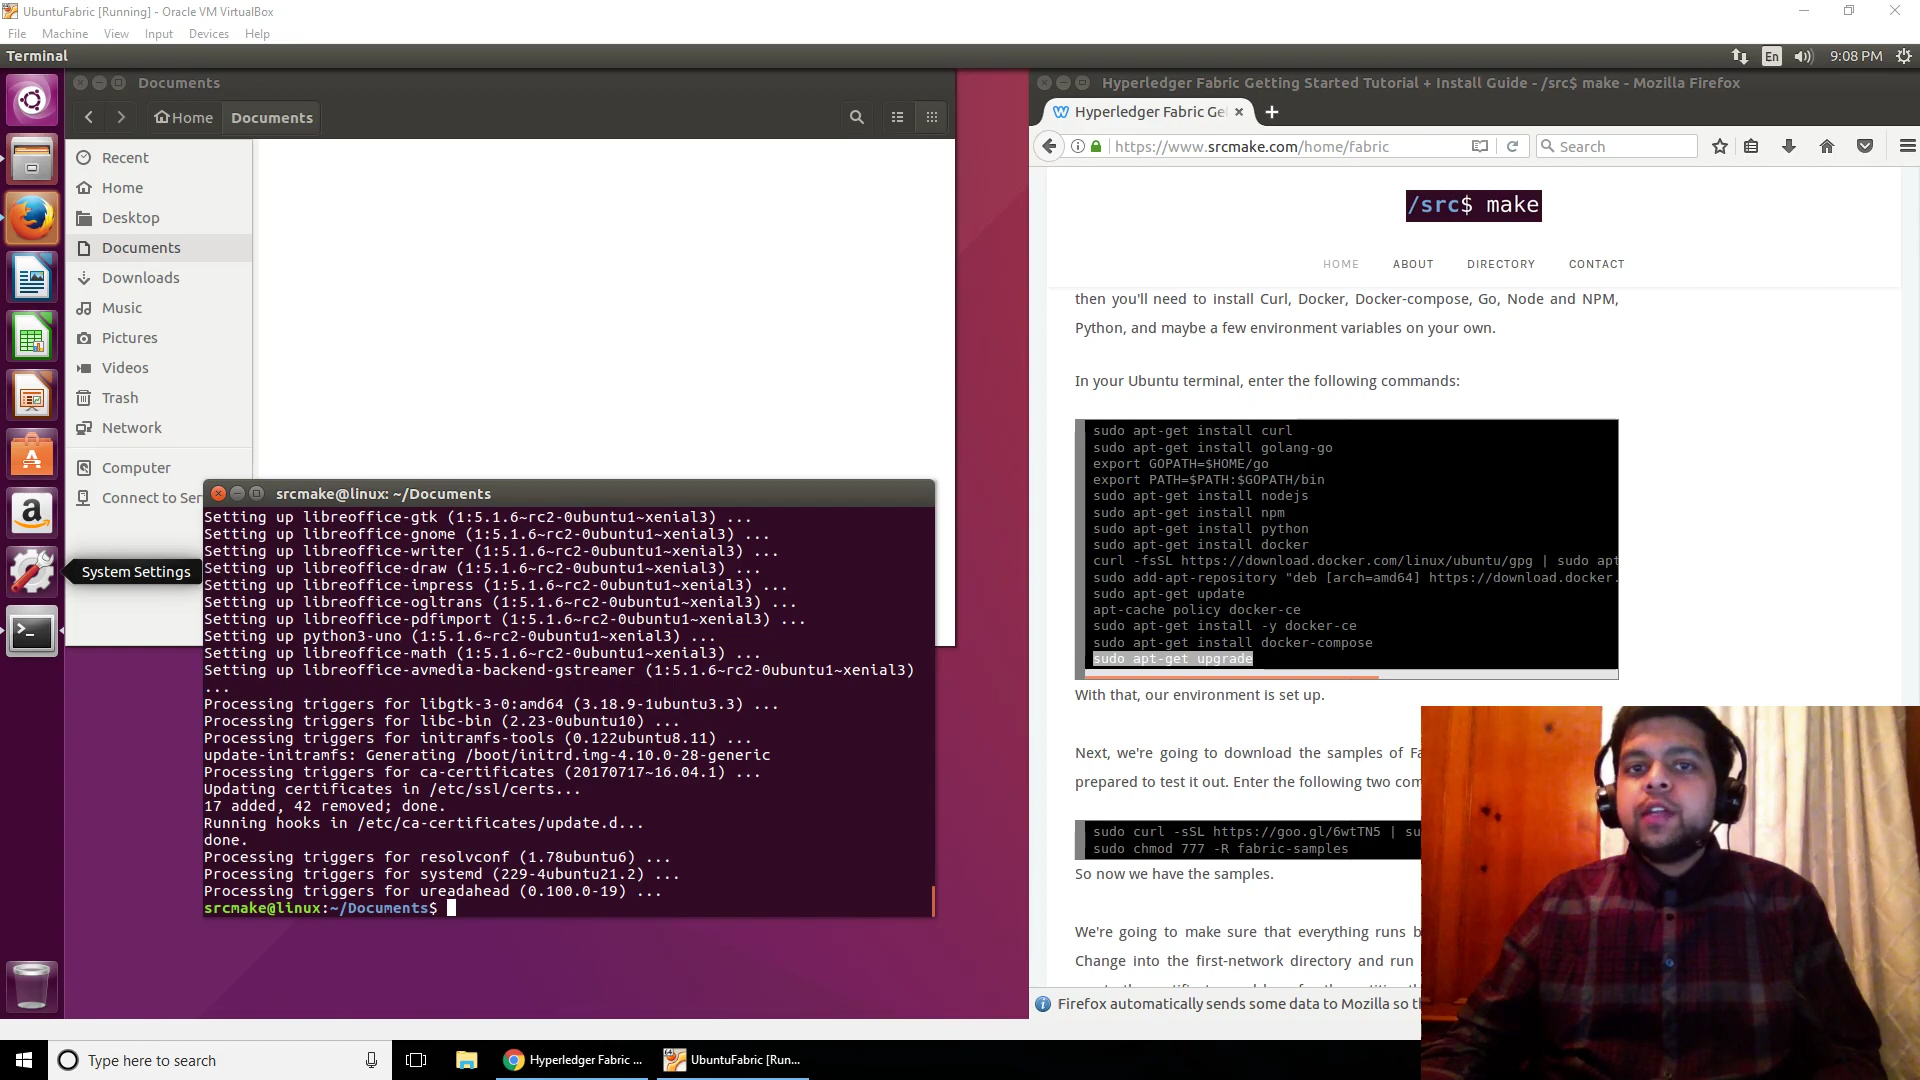 UbuntuFabric [Running] - Oracle VM VirtualBox
File Machine View Input Devices Help
Terminal
En
9:08 PM
Documents
Home
Documents
Recent
Home
Desktop
Documents
Downloads
Music
Pictures
Videos
Trash
Network
Computer
Connect to Ser
System Settings
srcmake@linux: ~/Documents
Setting up libreoffice-gtk (1:5.1.6~rc2-0ubuntu1~xenial3) ...
Setting up libreoffice-gnome (1:5.1.6~rc2-0ubuntu1~xenial3) ...
Setting up libreoffice-writer (1:5.1.6~rc2-0ubuntu1~xenial3) ...
Setting up libreoffice-draw (1:5.1.6~rc2-0ubuntu1~xenial3) ...
Setting up libreoffice-impress (1:5.1.6~rc2-0ubuntu1~xenial3) ...
Setting up libreoffice-ogltrans (1:5.1.6~rc2-0ubuntu1~xenial3) ...
Setting up libreoffice-pdfimport (1:5.1.6~rc2-0ubuntu1~xenial3) ...
Setting up python3-uno (1:5.1.6~rc2-0ubuntu1~xenial3) ...
Setting up libreoffice-math (1:5.1.6~rc2-0ubuntu1~xenial3) ...
Setting up libreoffice-avmedia-backend-gstreamer (1:5.1.6~rc2-0ubuntu1~xenial3)
...
Processing triggers for libgtk-3-0:amd64 (3.18.9-1ubuntu3.3) ...
Processing triggers for libc-bin (2.23-0ubuntu10) ...
Processing triggers for initramfs-tools (0.122ubuntu8.11) ...
update-initramfs: Generating /boot/initrd.img-4.10.0-28-generic
Processing triggers for ca-certificates (20170717~16.04.1) ...
Updating certificates in /etc/ssl/certs...
17 added, 42 removed; done.
Running hooks in /etc/ca-certificates/update.d...
done.
Processing triggers for resolvconf (1.78ubuntu6) ...
Processing triggers for systemd (229-4ubuntu21.2) ...
Processing triggers for ureadahead (0.100.0-19) ...
srcmake@linux:~/Documents$
Hyperledger Fabric Getting Started Tutorial + Install Guide - /src$ make - Mozilla Firefox
Hyperledger Fabric Ge
https://www.srcmake.com/home/fabric
Search
/src$ make
HOME ABOUT DIRECTORY CONTACT
then you'll need to install Curl, Docker, Docker-compose, Go, Node and NPM,
Python, and maybe a few environment variables on your own.
In your Ubuntu terminal, enter the following commands:
sudo apt-get install curl
sudo apt-get install golang-go
export GOPATH=$HOME/go
export PATH=$PATH:$GOPATH/bin
sudo apt-get install nodejs
sudo apt-get install npm
sudo apt-get install python
sudo apt-get install docker
curl -fsSL https://download.docker.com/linux/ubuntu/gpg | sudo apt
sudo add-apt-repository "deb [arch=amd64] https://download.docker.
sudo apt-get update
apt-cache policy docker-ce
sudo apt-get install -y docker-ce
sudo apt-get install docker-compose
sudo apt-get upgrade
With that, our environment is set up.
Next, we're going to download the samples of Fa
prepared to test it out. Enter the following two com
sudo curl -sSL https://goo.gl/6wtTN5 | su
sudo chmod 777 -R fabric-samples
So now we have the samples.
We're going to make sure that everything runs b
Change into the first-network directory and run
Firefox automatically sends some data to Mozilla so th
Type here to search
Hyperledger Fabric ...
UbuntuFabric [Run...